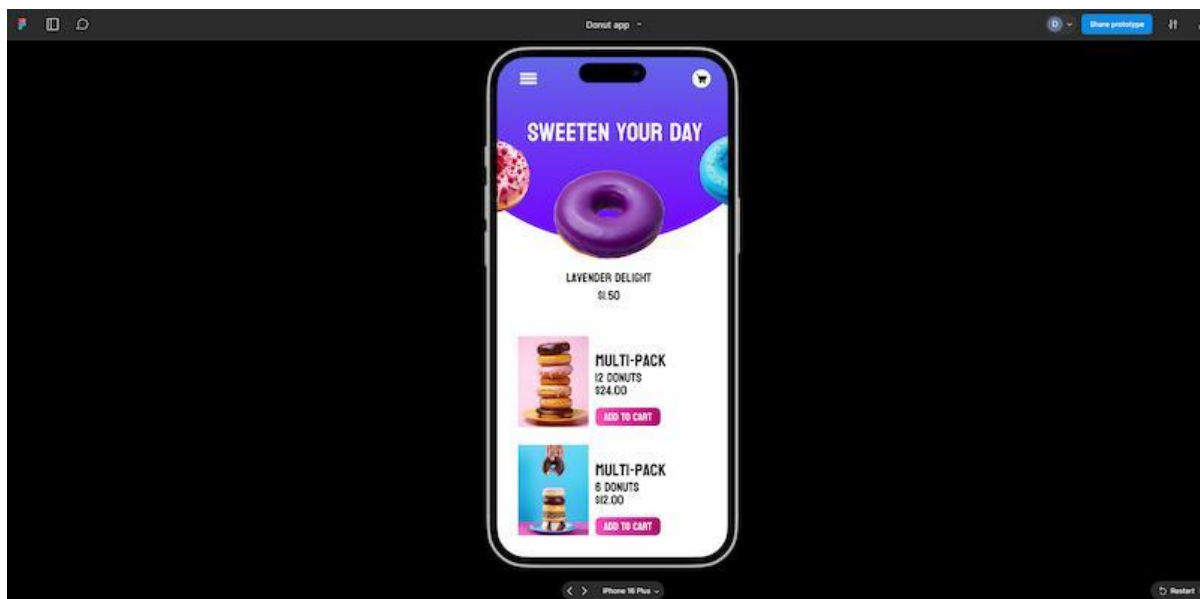 Donut app
D
Share prototype
SWEETEN YOUR DAY
LAVENDER DELIGHT
$1.50
MULTI-PACK
12 DONUTS
$24.00
ADD TO CART
MULTI-PACK
6 DONUTS
$12.00
ADD TO CART
iPhone 16 Plus
Restart